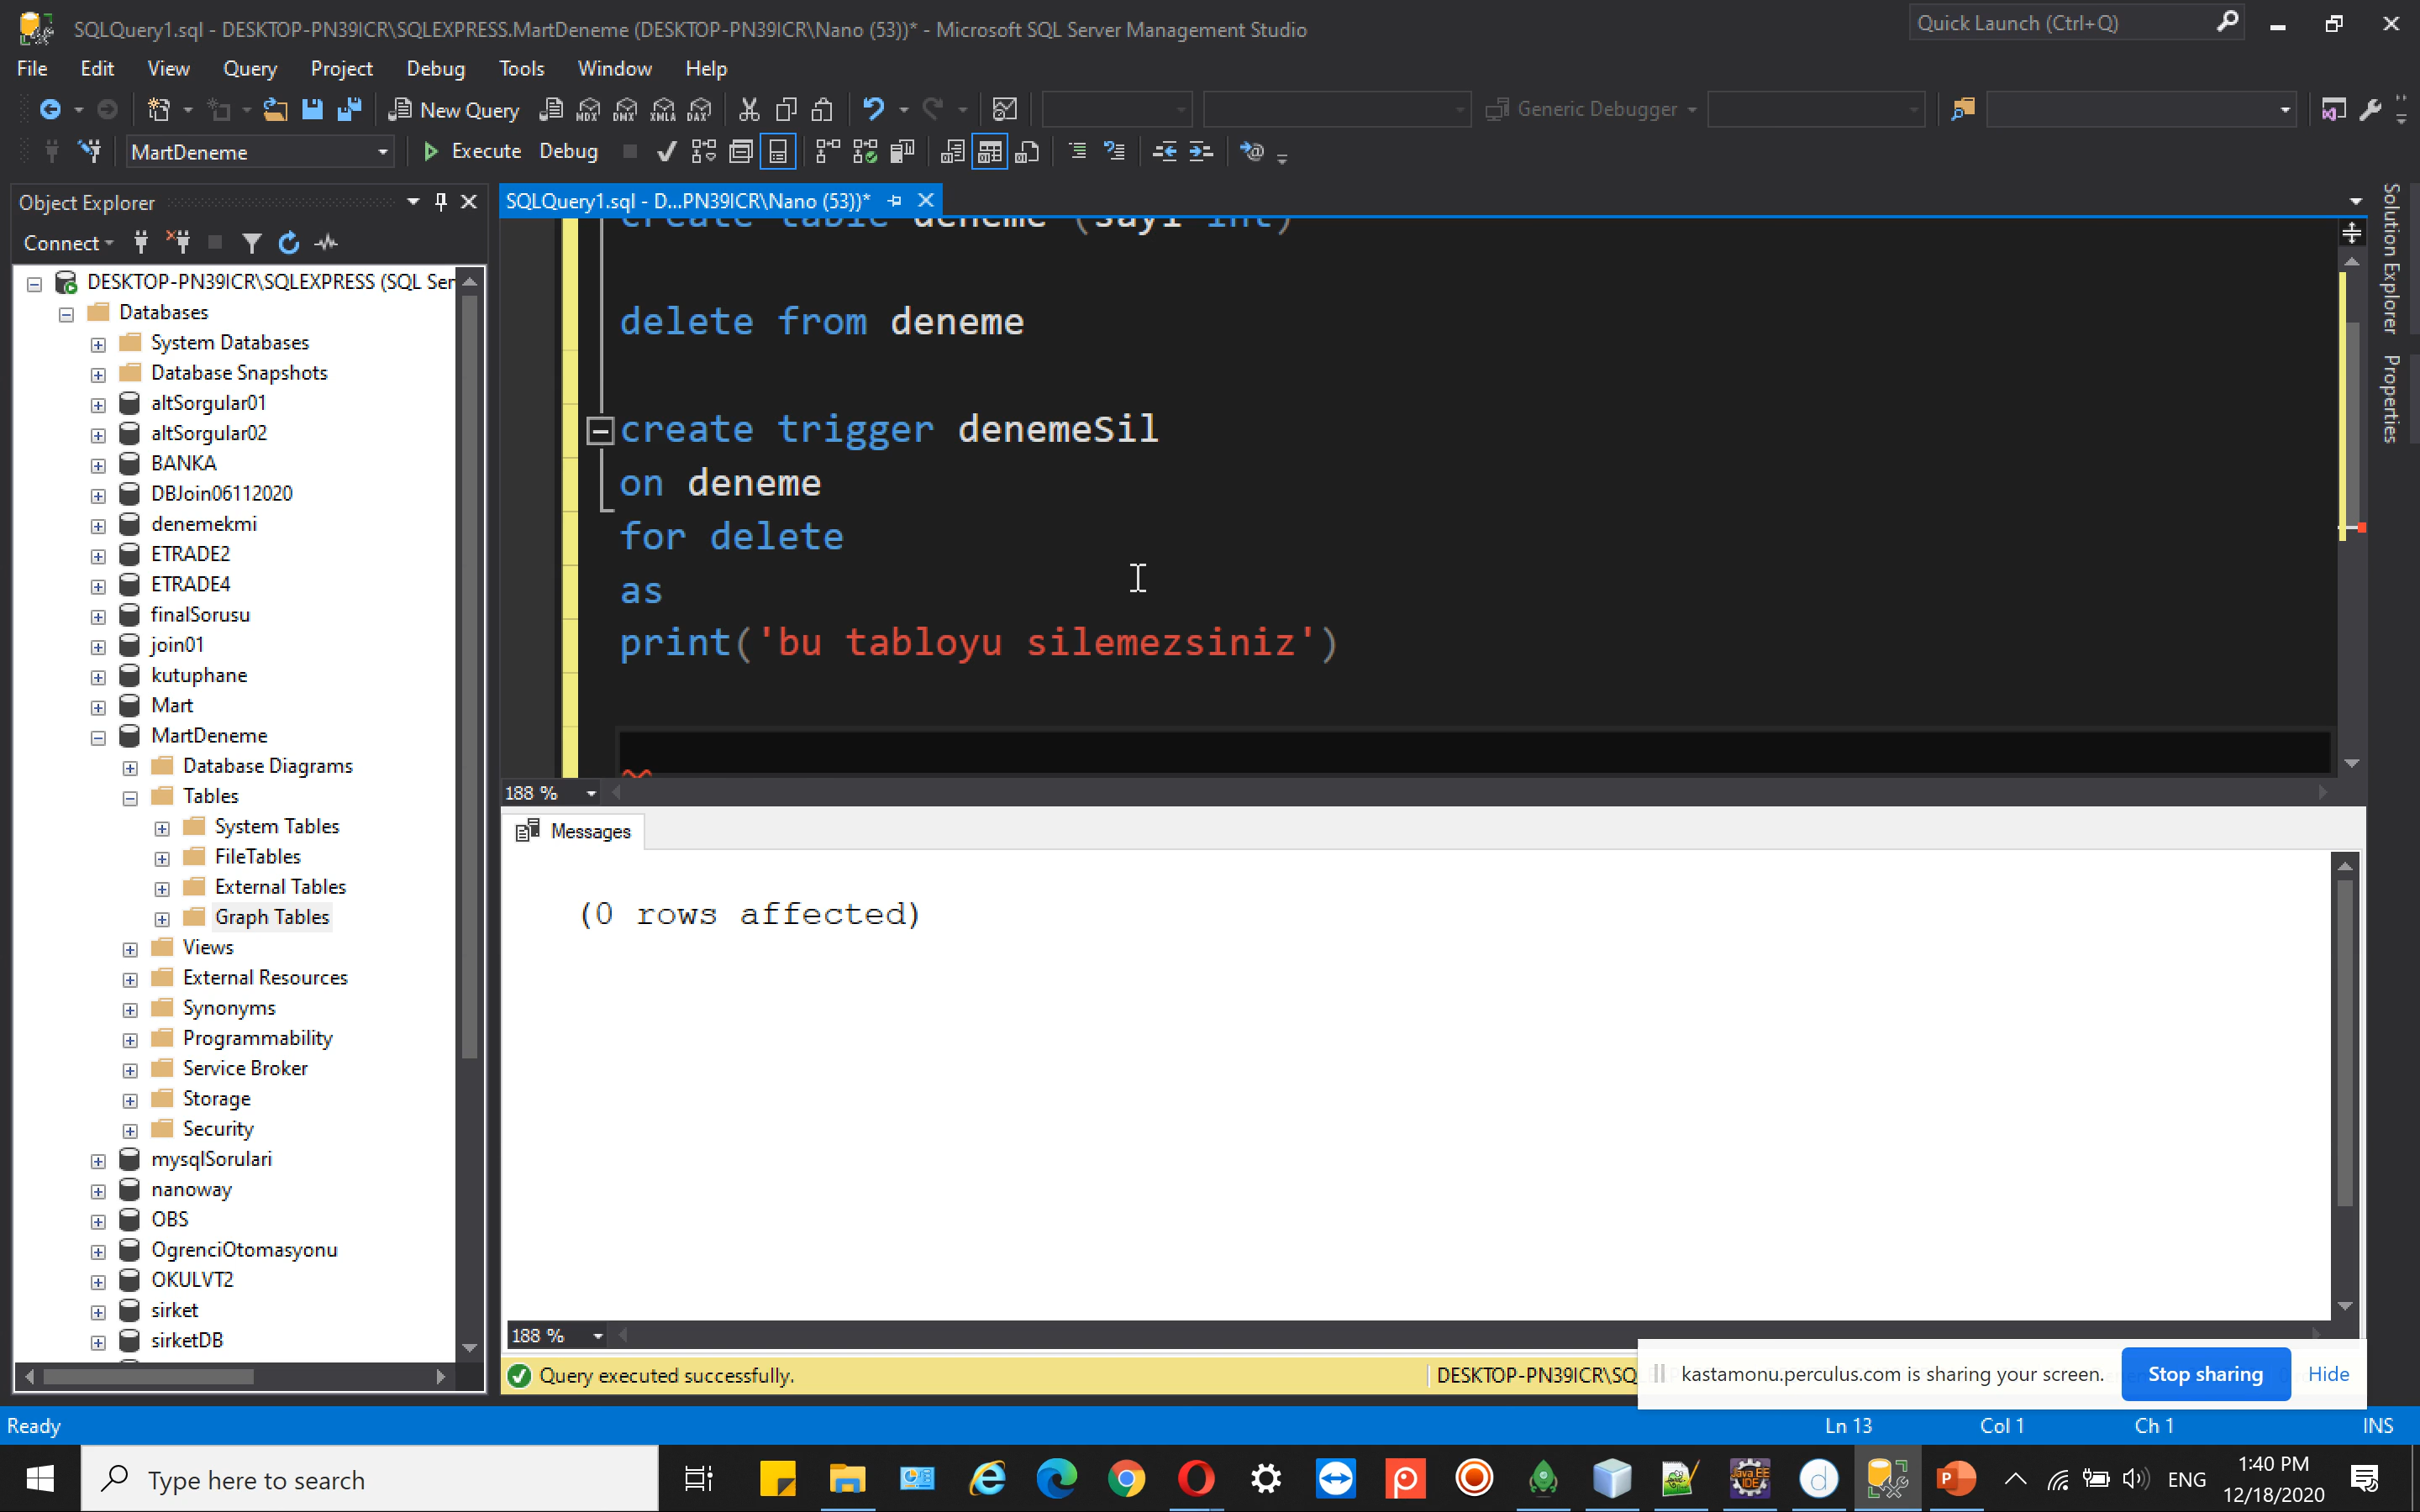 SQLQuery1.sql - DESKTOP-PN39ICR\SQLEXPRESS.MartDeneme (DESKTOP-PN39ICR\Nano (53))* - Microsoft SQL Server Management Studio
Quick Launch (Ctrl+Q)
File Edit View Query Project Debug Tools Window Help
New Query MDX DMX XMLA DAX Generic Debugger
MartDeneme Execute Debug
Object Explorer
SQLQuery1.sql - D...PN39ICR\Nano (53))*
Solution Explorer
Properties
Connect
DESKTOP-PN39ICR\SQLEXPRESS (SQL Ser
Databases
System Databases
Database Snapshots
altSorgular01
altSorgular02
BANKA
DBJoin06112020
denemekmi
ETRADE2
ETRADE4
finalSorusu
join01
kutuphane
Mart
MartDeneme
Database Diagrams
Tables
System Tables
FileTables
External Tables
Graph Tables
Views
External Resources
Synonyms
Programmability
Service Broker
Storage
Security
mysqlSorulari
nanoway
OBS
OgrenciOtomasyonu
OKULVT2
sirket
sirketDB
create table deneme (sayi int)
delete from deneme
create trigger denemeSil
on deneme
for delete
as
print('bu tabloyu silemezsiniz')
188 %
Messages
(0 rows affected)
188 %
Query executed successfully.
DESKTOP-PN39ICR\SQ
kastamonu.perculus.com is sharing your screen.
Stop sharing
Hide
Ready
Ln 13
Col 1
Ch 1
INS
Type here to search
Java EE
IDE
ENG
1:40 PM
12/18/2020